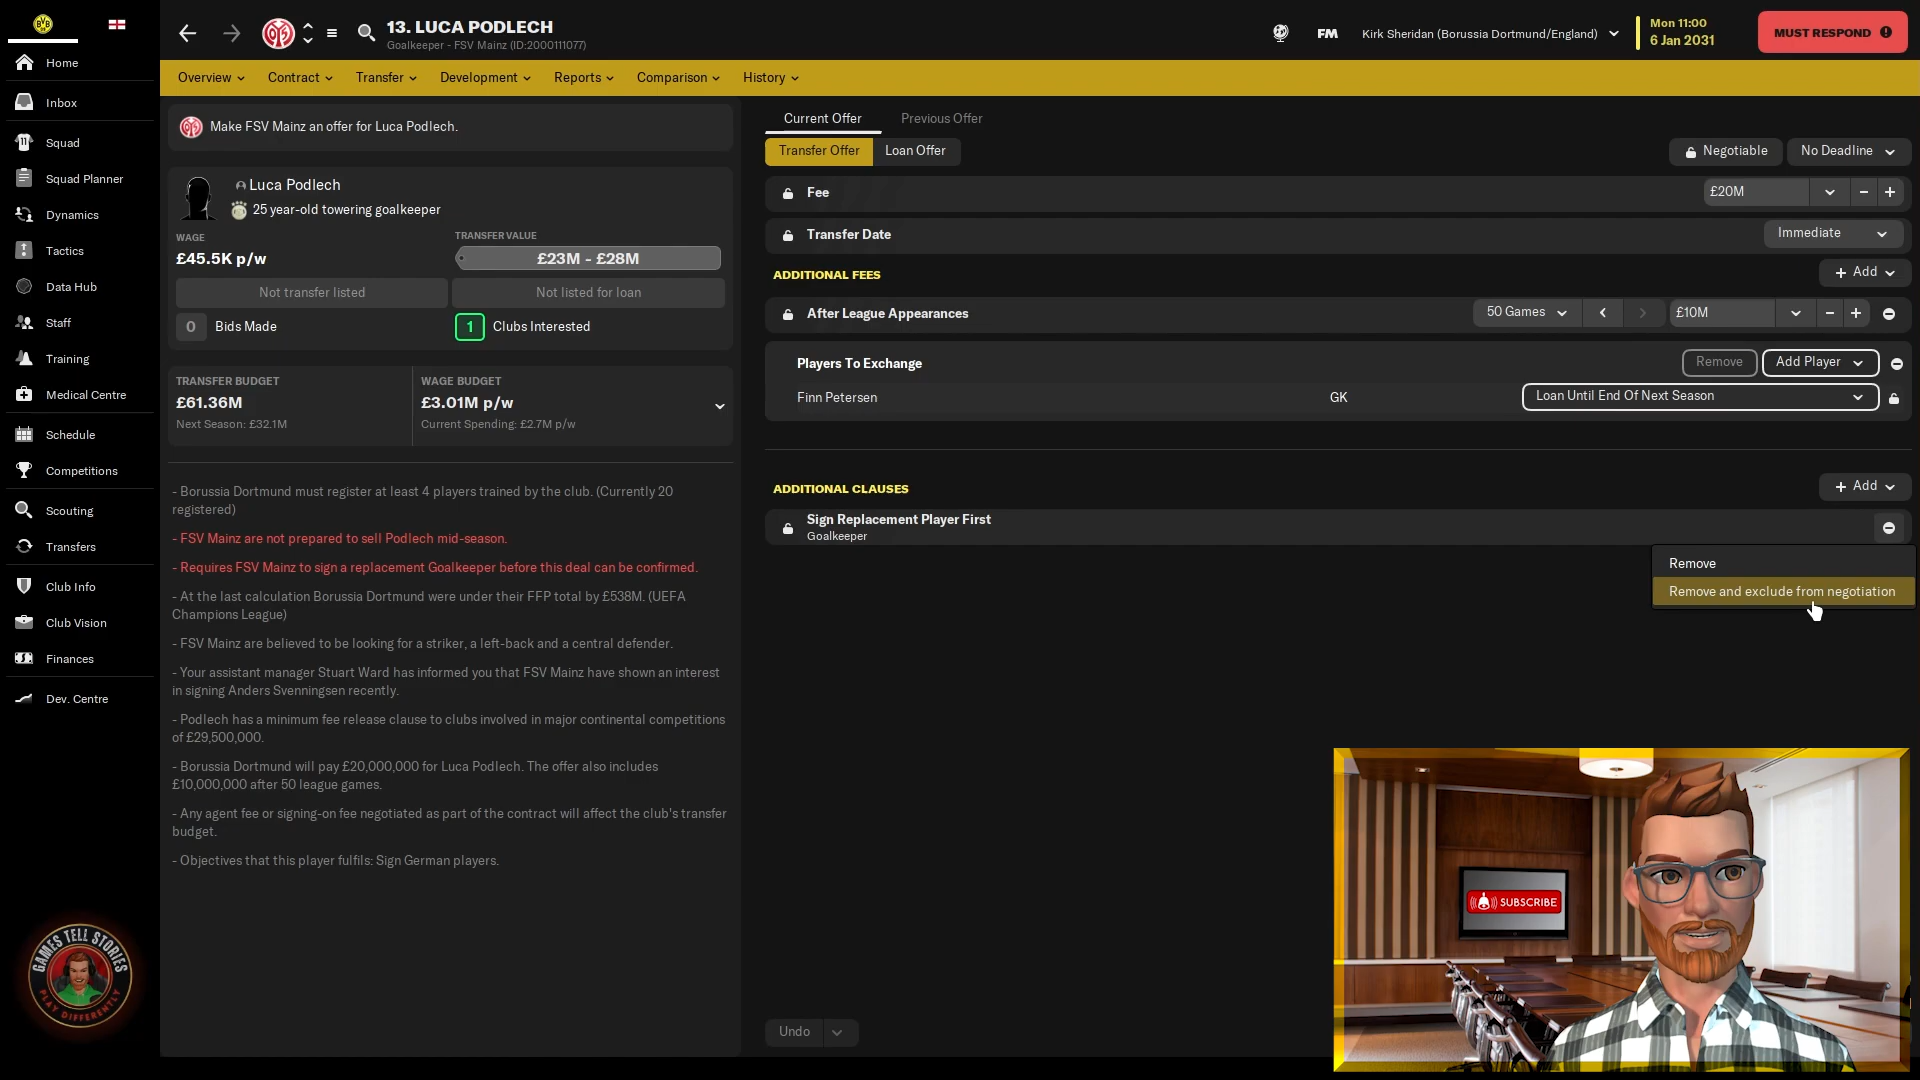 Home
Inbox
Squad
Squad Planner
Dynamics
Tactics
Data Hub
Staff
Training
Medical Centre
Schedule
Competitions
Scouting
Transfers
Club Info
Club Vision
Finances
Dev. Centre
GAMES TELL STORIES
PLAY DIFFERENTLY
13. LUCA PODLECH
Goalkeeper - FSV Mainz (ID:2000111077)
FM
Kirk Sheridan (Borussia Dortmund/England)
Mon 11:00
6 Jan 2031
MUST RESPOND
Overview
Contract
Transfer
Development
Reports
Comparison
History
Make FSV Mainz an offer for Luca Podlech.
Luca Podlech
25 year-old towering goalkeeper
WAGE
£45.5K p/w
TRANSFER VALUE
£23M - £28M
Not transfer listed
Not listed for loan
0 Bids Made
1 Clubs Interested
TRANSFER BUDGET
£61.36M
Next Season: £32.1M
WAGE BUDGET
£3.01M p/w
Current Spending: £2.7M p/w
- Borussia Dortmund must register at least 4 players trained by the club. (Currently 20
registered)
- FSV Mainz are not prepared to sell Podlech mid-season.
- Requires FSV Mainz to sign a replacement Goalkeeper before this deal can be confirmed.
- At the last calculation Borussia Dortmund were under their FFP total by £538M. (UEFA
Champions League)
- FSV Mainz are believed to be looking for a striker, a left-back and a central defender.
- Your assistant manager Stuart Ward has informed you that FSV Mainz have shown an interest
in signing Anders Svenningsen recently.
- Podlech has a minimum fee release clause to clubs involved in major continental competitions
of £29,500,000.
- Borussia Dortmund will pay £20,000,000 for Luca Podlech. The offer also includes
£10,000,000 after 50 league games.
- Any agent fee or signing-on fee negotiated as part of the contract will affect the club's transfer
budget.
- Objectives that this player fulfils: Sign German players.
Current Offer
Previous Offer
Transfer Offer
Loan Offer
Negotiable
No Deadline
Fee
£20M
Transfer Date
Immediate
ADDITIONAL FEES
Add
After League Appearances
50 Games
£10M
Players To Exchange
Remove
Add Player
Finn Petersen
GK
Loan Until End Of Next Season
ADDITIONAL CLAUSES
Add
Sign Replacement Player First
Goalkeeper
Remove
Remove and exclude from negotiation
Undo
SUBSCRIBE